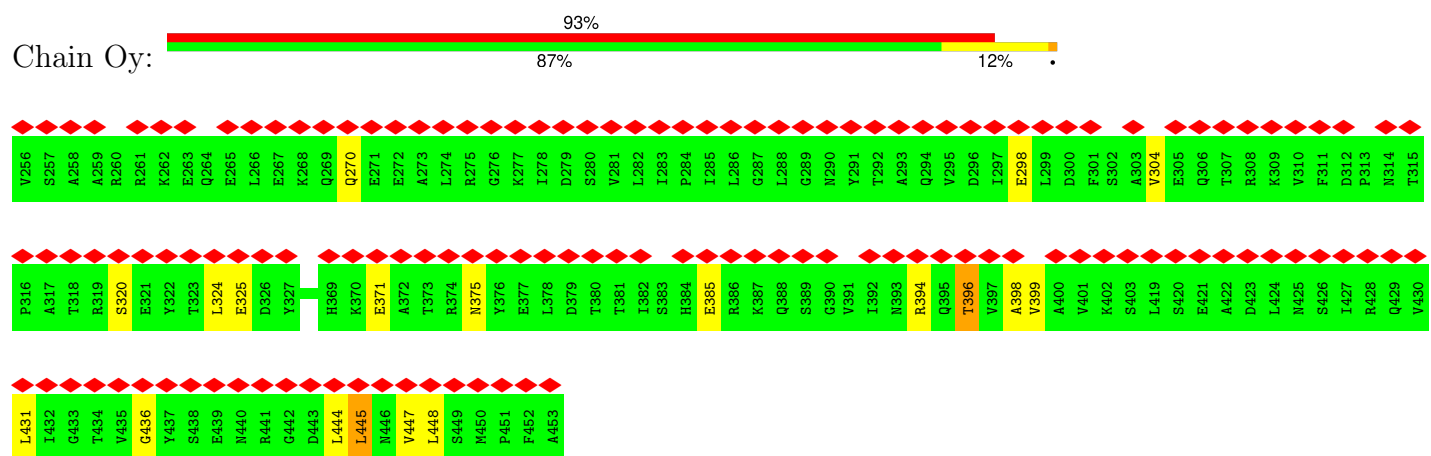 93%
Chain Oy:
87% 12% •
V256 S257 A258 A259 R260 R261 K262 E263 Q264 E265 L266 E267 K268 Q269 Q270 E271 E272 A273 L274 R275 G276 K277 I278 D279 S280 V281 L282 I283 P284 I285 L286 G287 L288 G289 N290 Y291 T292 A293 Q294 V295 D296 I297 E298 L299 D300 F301 S302 A303 V304 E305 Q306 T307 R308 K309 V310 F311 D312 P313 N314 T315
P316 A317 T318 R319 S320 E321 Y322 T323 L324 E325 D326 Y327 H369 K370 E371 A372 T373 R374 N375 Y376 E377 L378 D379 T380 T381 I382 S383 H384 E385 R386 K387 Q388 S389 G390 V391 I392 N393 R394 Q395 T396 V397 A398 V399 A400 V401 K402 S403 L419 S420 E421 A422 D423 L424 N425 S426 I427 R428 Q429 V430
L431 I432 G433 T434 V435 G436 Y437 S438 E439 N440 R441 G442 D443 L444 L445 N446 V447 L448 S449 M450 P451 F452 A453